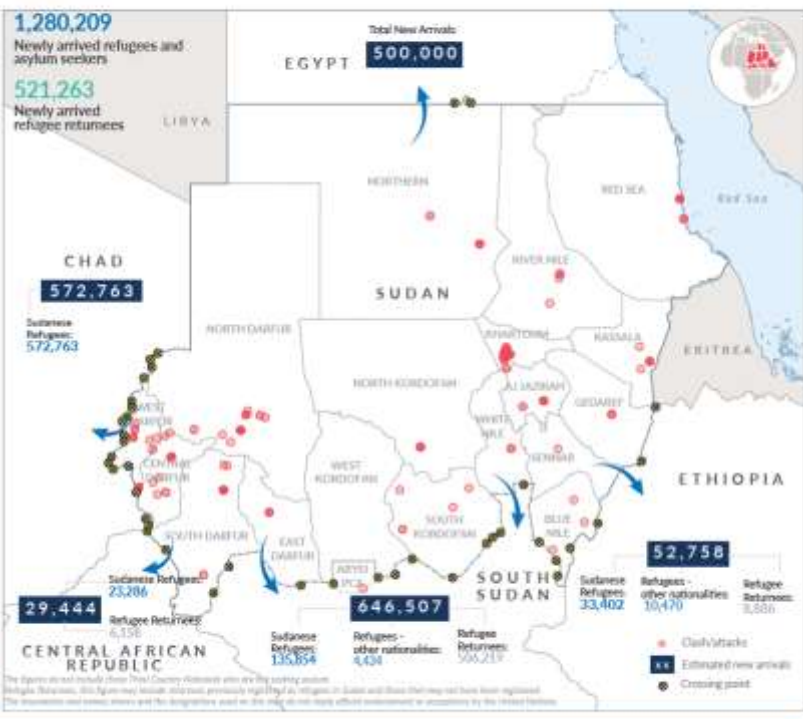 1,280,209
Newly arrived refugees and
asylum seekers
521,263
Newly arrived
refugee returnees
Total New Arrivals:
500,000
EGYPT
LIBYA
NORTHERN
RED SEA
Red Sea
RIVER NILE
CHAD
572,763
Sudanese
Refugees:
572,763
SUDAN
NORTH DARFUR
KHARTOUM
KASSALA
ERITREA
NORTH KORDOFAN
AJ JAZIRAH
GEDAREF
WEST
DARFUR
WHITE
NILE
SENNAR
CENTRAL
DARFUR
WEST
KORDOFAN
ETHIOPIA
SOUTH DARFUR
EAST
DARFUR
SOUTH
KORDOFAN
BLUE
NILE
ABYEI
PCA
SOUTH
SUDAN
52,758
Sudanese
Refugees:
33,402
Refugees -
other nationalities:
10,470
Refugee
Returnees:
8,886
Sudanese Refugees:
23,286
29,444
Refugee Returnees:
6,158
CENTRAL AFRICAN
REPUBLIC
646,507
Sudanese
Refugees:
135,854
Refugees -
other nationalities:
4,434
Refugee
Returnees:
506,219
Clash/attacks
xx Estimated new arrivals
Crossing point